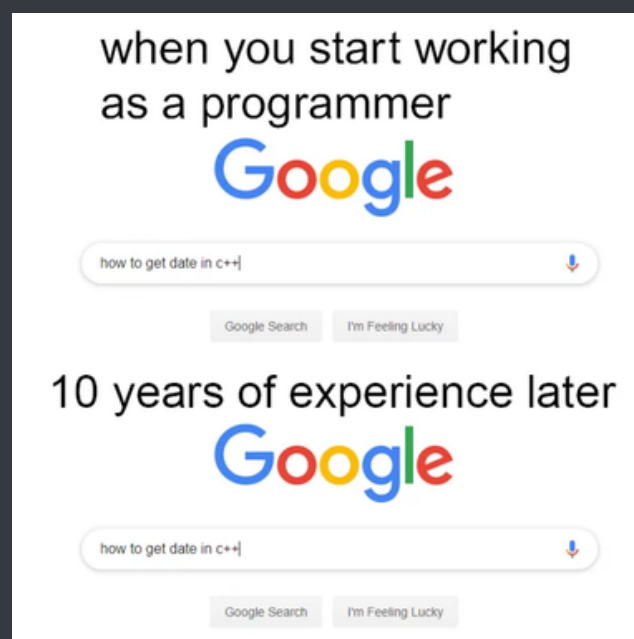 when you start working
as a programmer
Google
how to get date in c++
Google Search I'm Feeling Lucky
10 years of experience later
Google
how to get date in c++
Google Search I'm Feeling Lucky